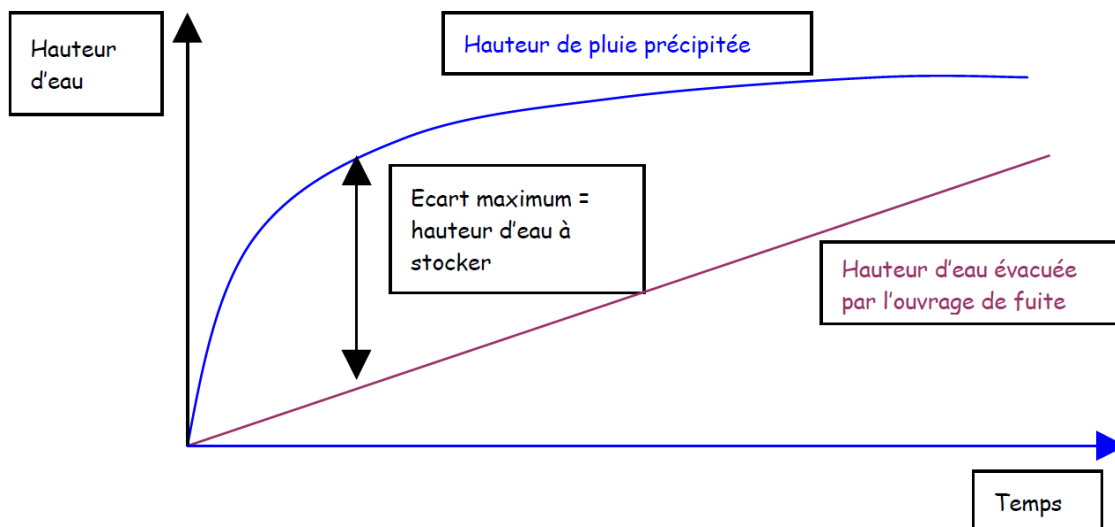 Hauteur
d'eau
Hauteur de pluie précipitée
Ecart maximum =
hauteur d'eau à
stocker
Hauteur d'eau évacuée
par l'ouvrage de fuite
Temps